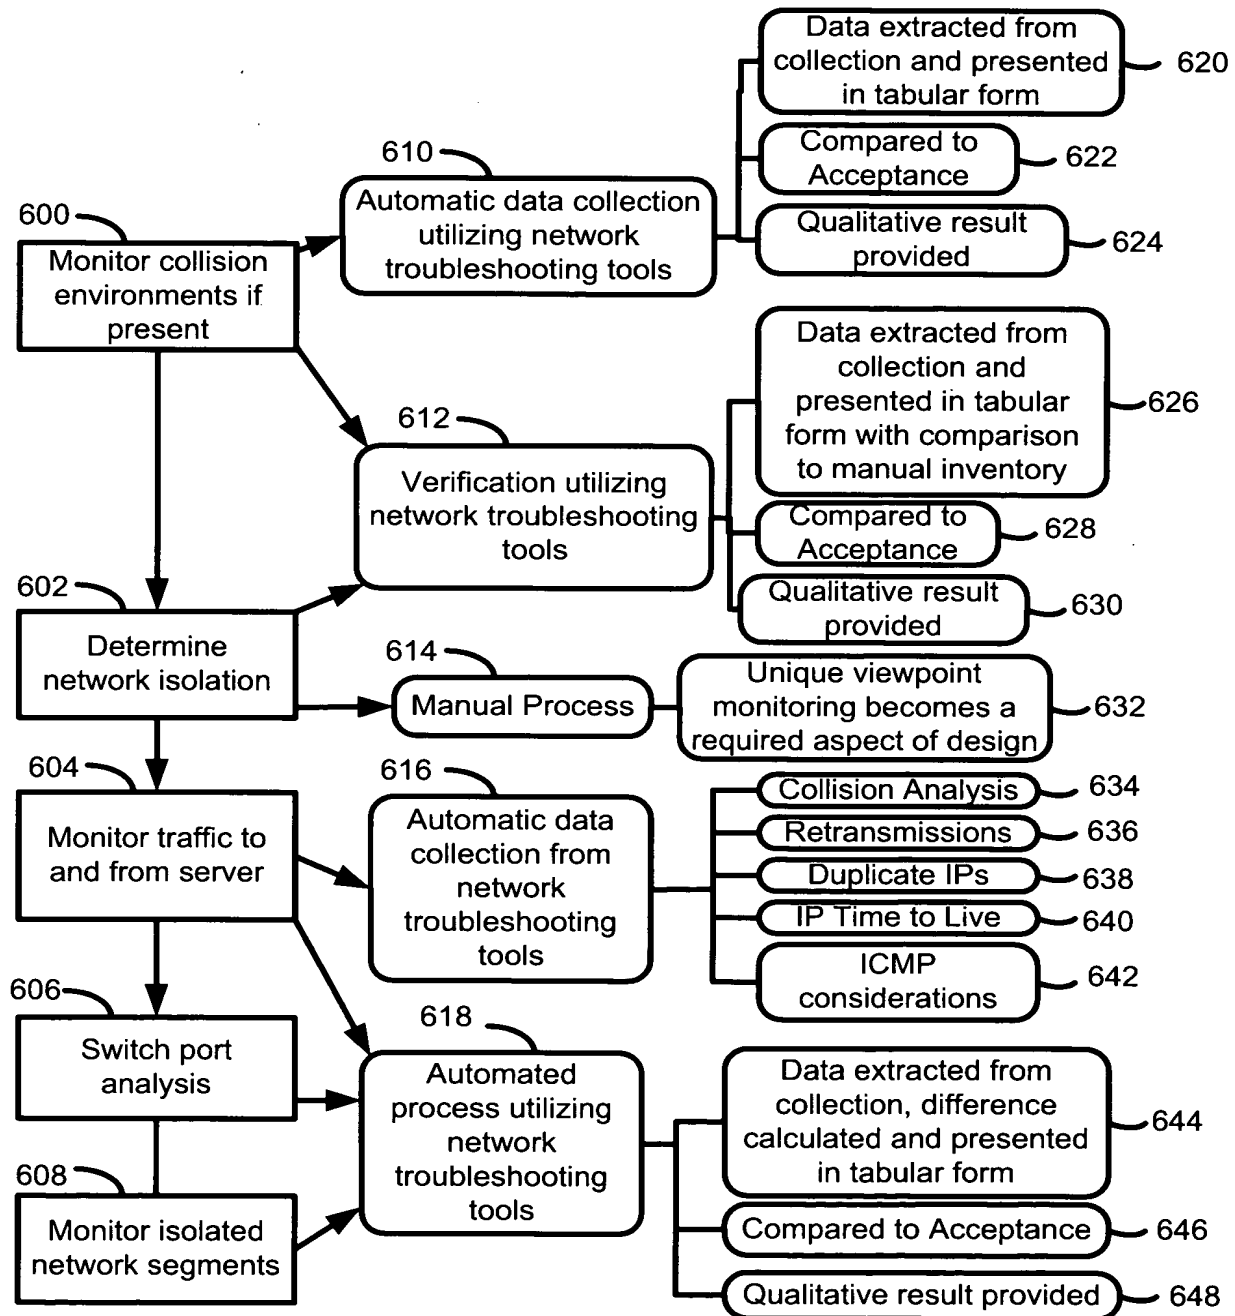 Data extracted from
collection and presented
in tabular form
620
Compared to
Acceptance
622
Qualitative result
provided
624
610
Automatic data collection
utilizing network
troubleshooting tools
600
Monitor collision
environments if
present
Data extracted from
collection and
presented in tabular
form with comparison
to manual inventory
626
612
Verification utilizing
network troubleshooting
tools
Compared to
Acceptance
628
Qualitative result
provided
630
602
Determine
network isolation
614
Manual Process
Unique viewpoint
monitoring becomes a
required aspect of design
632
604
Monitor traffic to
and from server
616
Automatic data
collection from
network
troubleshooting
tools
Collision Analysis
634
Retransmissions
636
Duplicate IPs
638
IP Time to Live
640
ICMP
considerations
642
606
Switch port
analysis
618
Automated
process utilizing
network
troubleshooting
tools
Data extracted from
collection, difference
calculated and presented
in tabular form
644
608
Monitor isolated
network segments
Compared to Acceptance
646
Qualitative result provided
648